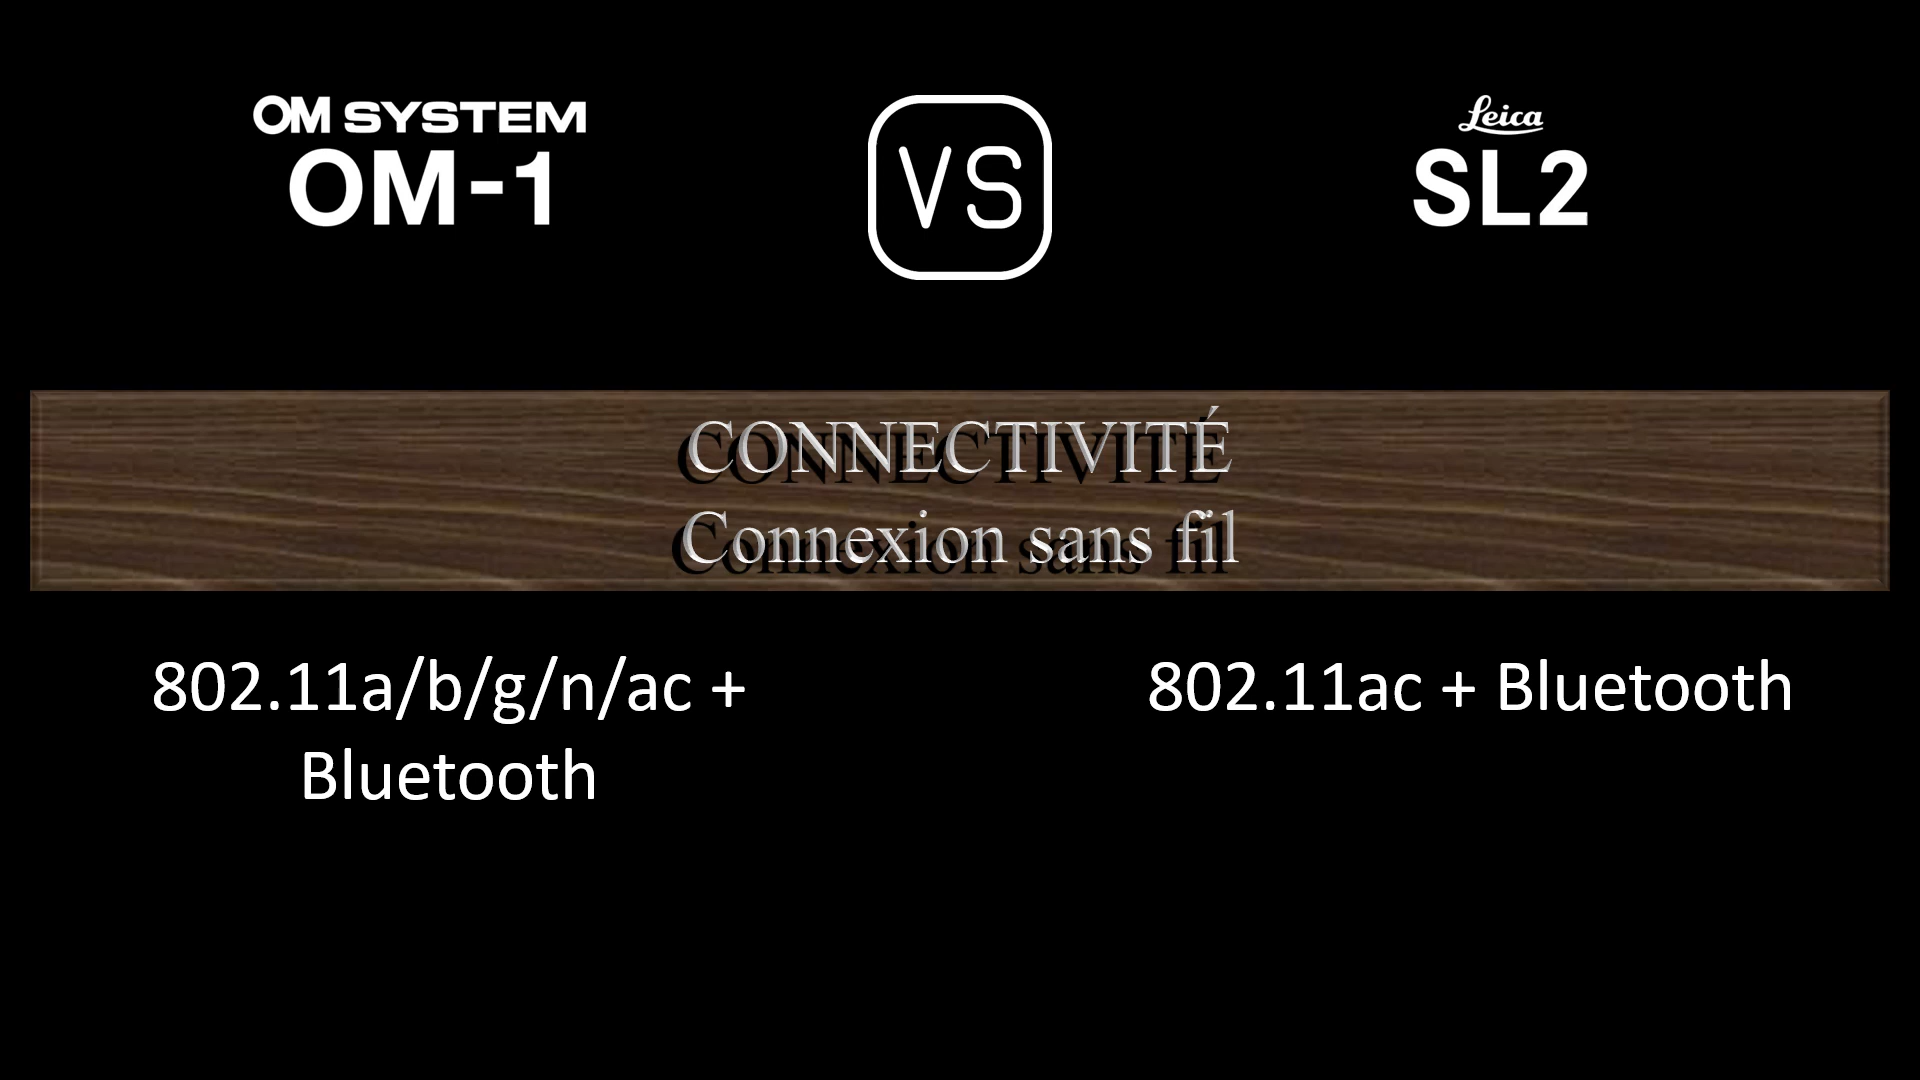 OM SYSTEM
OM-1
VS
Leica
SL2
CONNECTIVITÉ
Connexion sans fil
802.11a/b/g/n/ac +
Bluetooth
802.11ac + Bluetooth